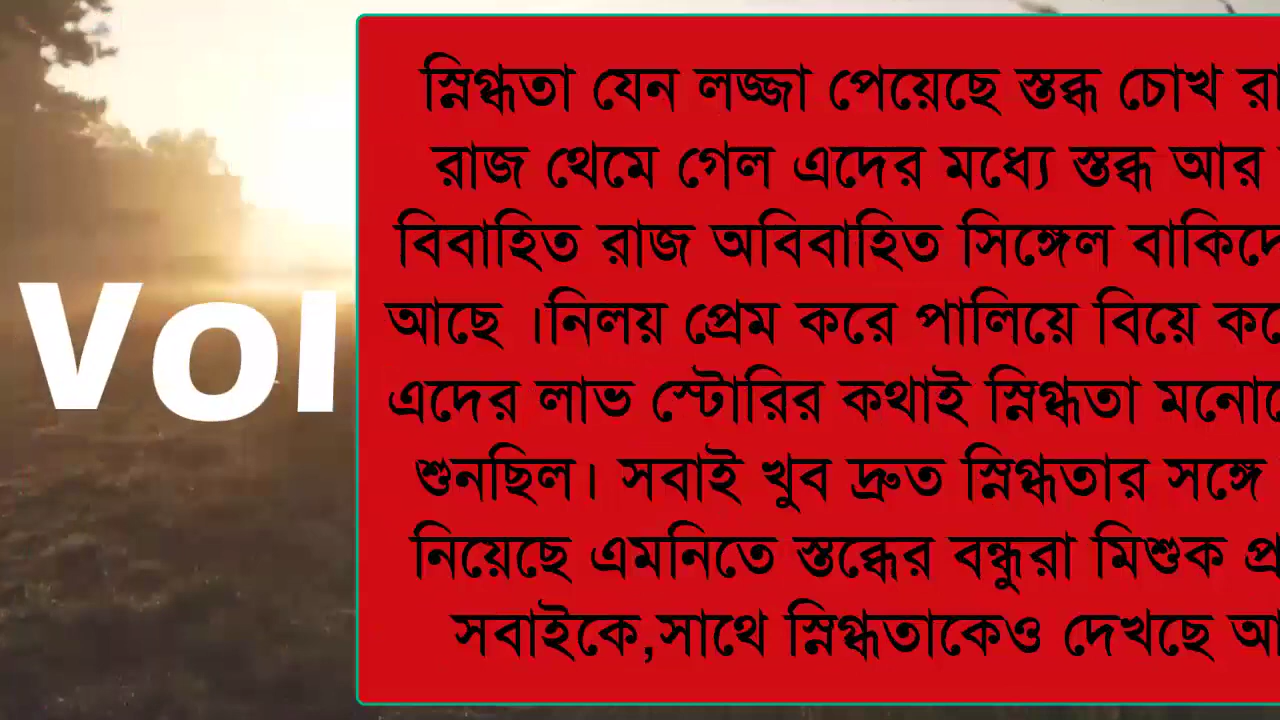 Voi
স্নিগ্ধতা যেন লজ্জা পেয়েছে স্তব্ধ চোখ
রাজ থেমে গেল এদের মধ্যে স্তব্ধ আর
বিবাহিত রাজ অবিবাহিত সিঙ্গেল
আছে ।নিলয় প্রেম করে পালিয়ে বিয়ে
এদের লাভ স্টোরির কথাই স্নিগ্ধতা
শুনছিল। সবাই খুব দ্রুত স্নিগ্ধতার সঙ্গে
নিয়েছে এমনিতে স্তব্ধের বন্ধুরা মিশুক
সবাইকে,সাথে স্নিগ্ধতাকেও দেখছে